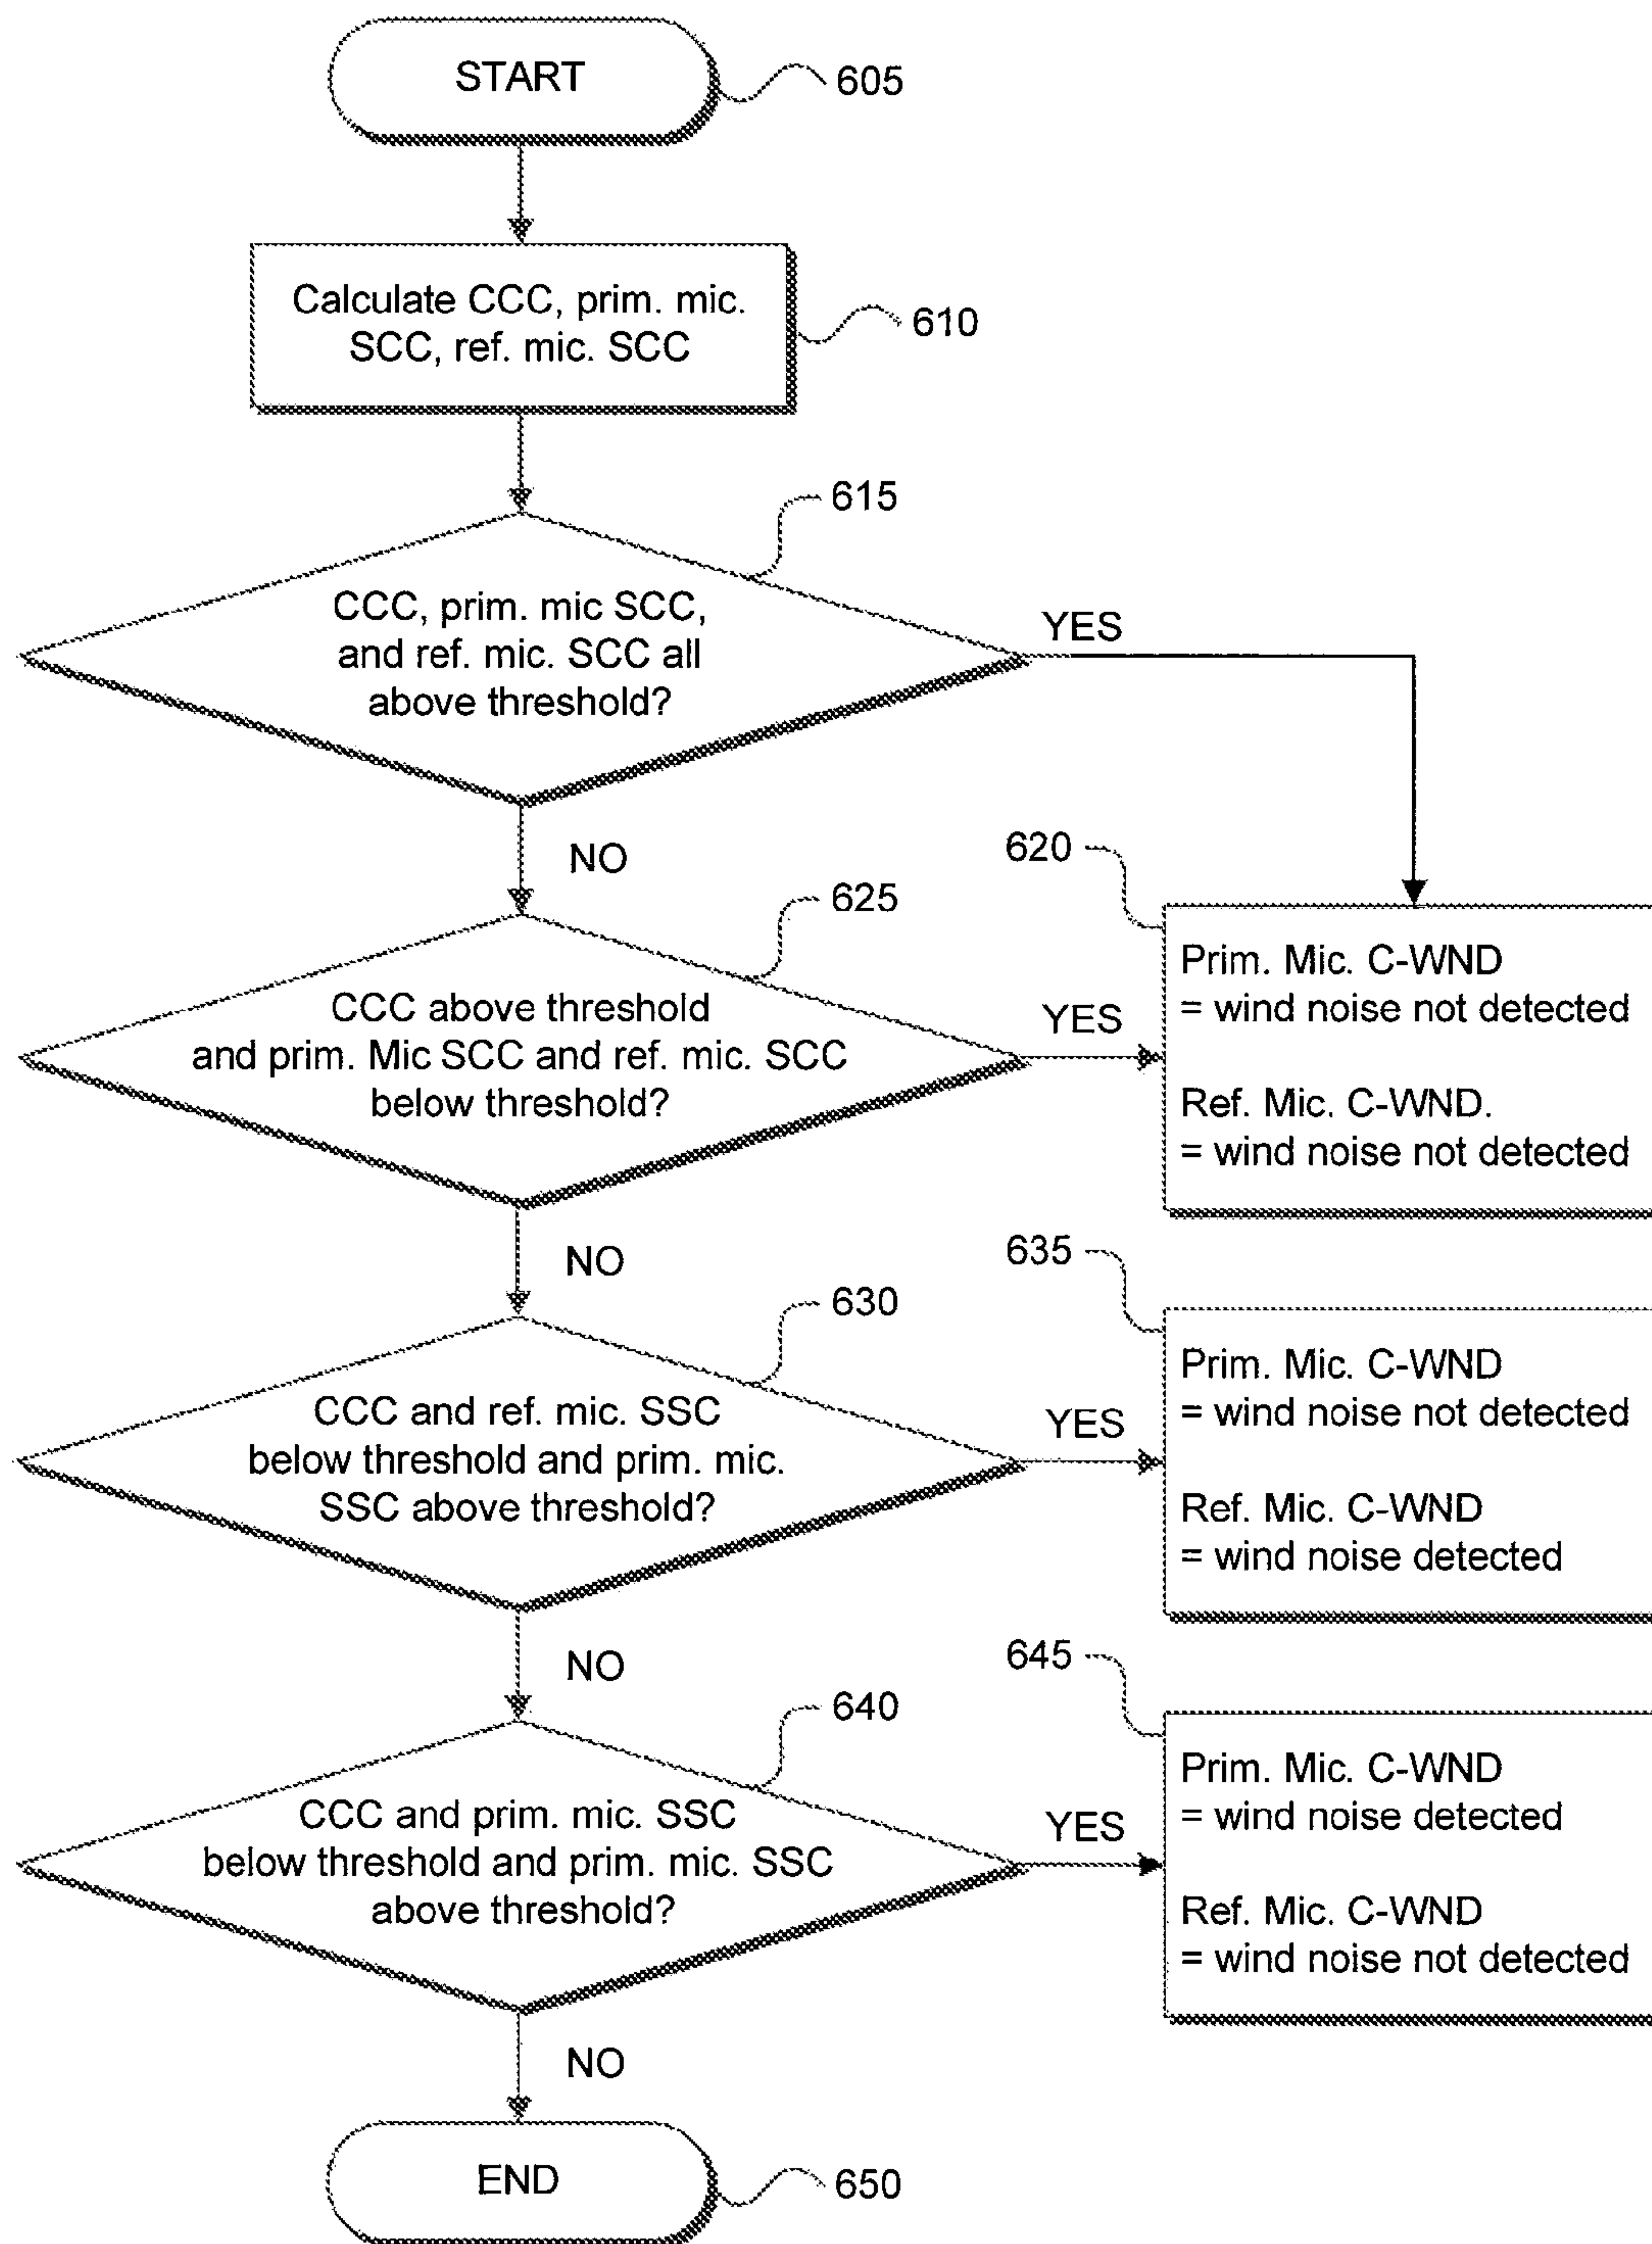 START
605
Calculate CCC, prim. mic.
SCC, ref. mic. SCC
610
615
CCC, prim. mic SCC,
and ref. mic. SCC all
above threshold?
YES
NO
620
625
CCC above threshold
and prim. Mic SCC and ref. mic. SCC
below threshold?
YES
Prim. Mic. C-WND
= wind noise not detected
Ref. Mic. C-WND.
= wind noise not detected
NO
635
630
CCC and ref. mic. SSC
below threshold and prim. mic.
SSC above threshold?
YES
Prim. Mic. C-WND
= wind noise not detected
Ref. Mic. C-WND
= wind noise detected
NO
645
640
CCC and prim. mic. SSC
below threshold and prim. mic. SSC
above threshold?
YES
Prim. Mic. C-WND
= wind noise detected
Ref. Mic. C-WND
= wind noise not detected
NO
END
650